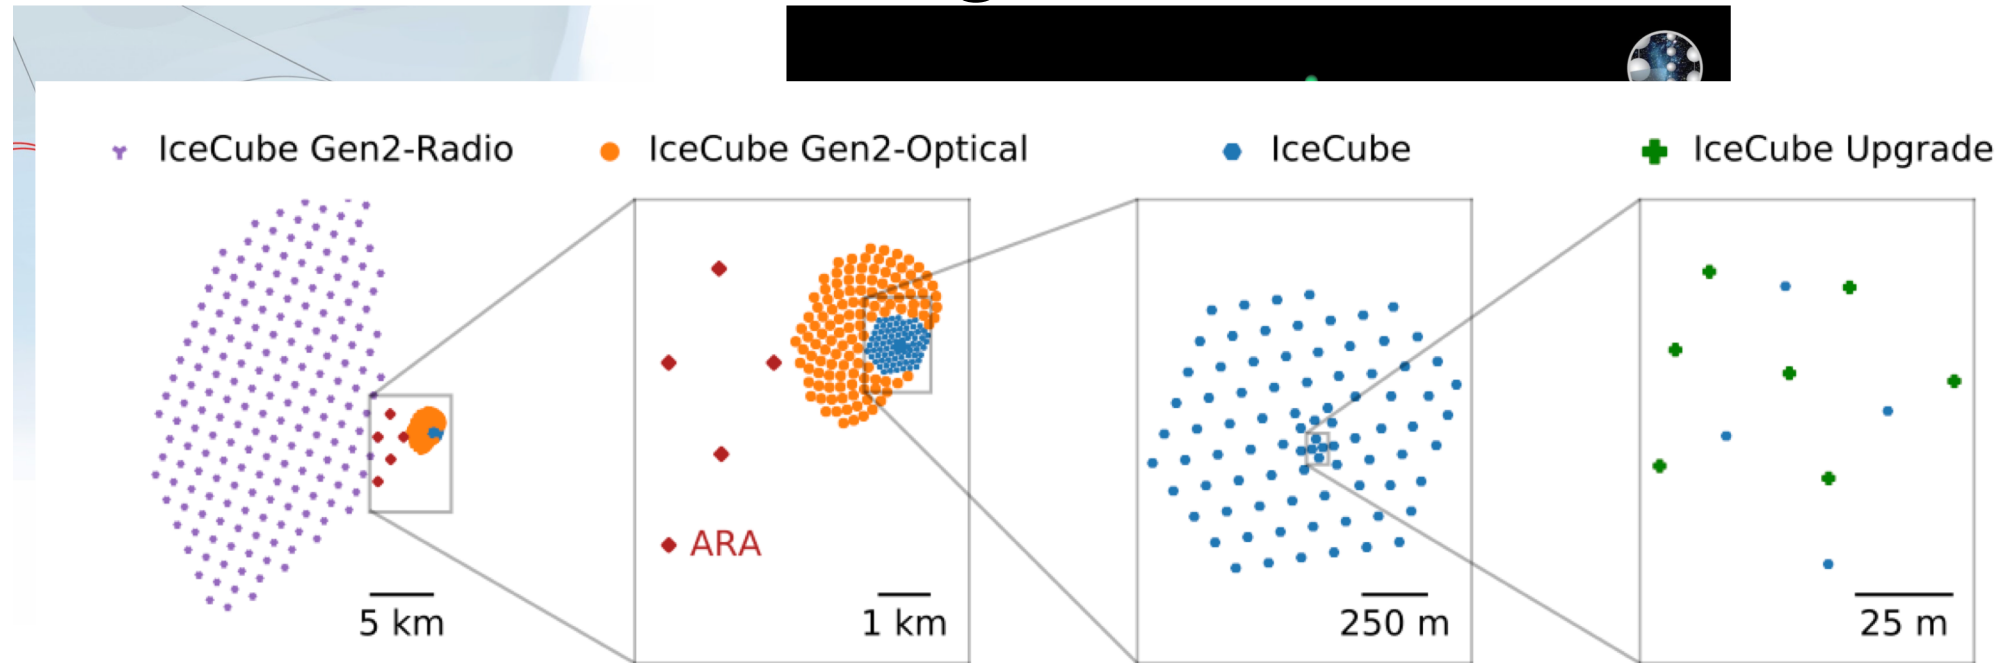 IceCube Gen2-Radio
IceCube Gen2-Optical
IceCube
IceCube Upgrade
ARA
5 km
1 km
250 m
25 m